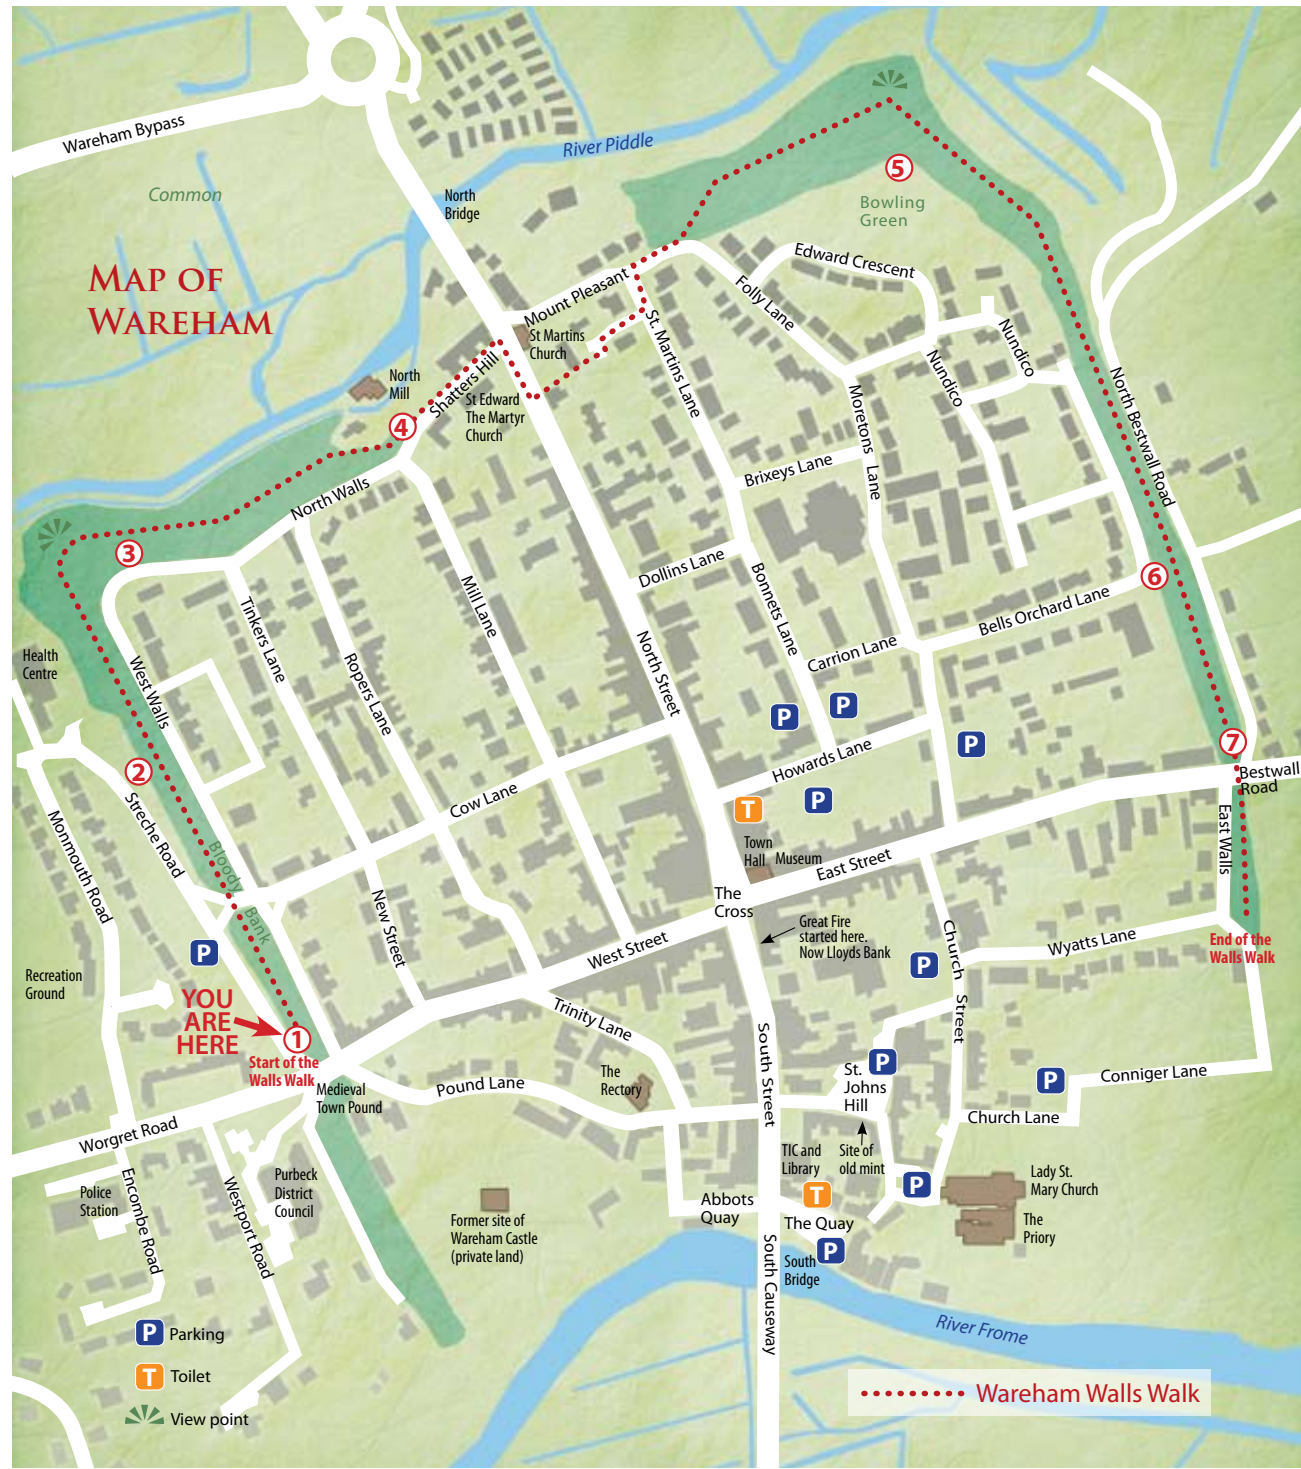 Wareham Bypass
River Piddle
Common
North
Bridge
5
Bowling
Green
MAP OF
WAREHAM
Edward Crescent
Mount Pleasant
Folly Lane
St Martins
Church
St. Martins Lane
Nundico
Nundico
North
Mill
Shatters Hill
St Edward
The Martyr
Church
4
Moretons Lane
North Bestwall Road
Brixeys Lane
North Walls
3
Dollins Lane
Bonnets Lane
6
Mill Lane
Tinkers Lane
Bells Orchard Lane
Health
Centre
West Walls
Ropers Lane
North Street
Carrion Lane
P
P
P
7
2
Howards Lane
Bestwall
Road
Streche Road
Cow Lane
T
P
Monmouth Road
Bloody
Bank
Town
Hall
Museum
East Street
East Walls
New Street
The
Cross
Great Fire
started here.
Now Lloyds Bank
Church Street
Wyatts Lane
End of the
Walls Walk
P
West Street
P
Recreation
Ground
YOU
ARE
HERE
1
Start of the
Walls Walk
Trinity Lane
South Street
Medieval
Town Pound
Pound Lane
The
Rectory
St.
Johns
Hill
P
P
Conniger Lane
Church Lane
Worgret Road
TIC and
Library
Site of
old mint
Police
Station
Encombe Road
Westport Road
Purbeck
District
Council
P
Lady St.
Mary Church
Abbots
Quay
T
The Quay
The
Priory
Former site of
Wareham Castle
(private land)
South
Bridge
P
South Causeway
River Frome
P Parking
T Toilet
View point
Wareham Walls Walk